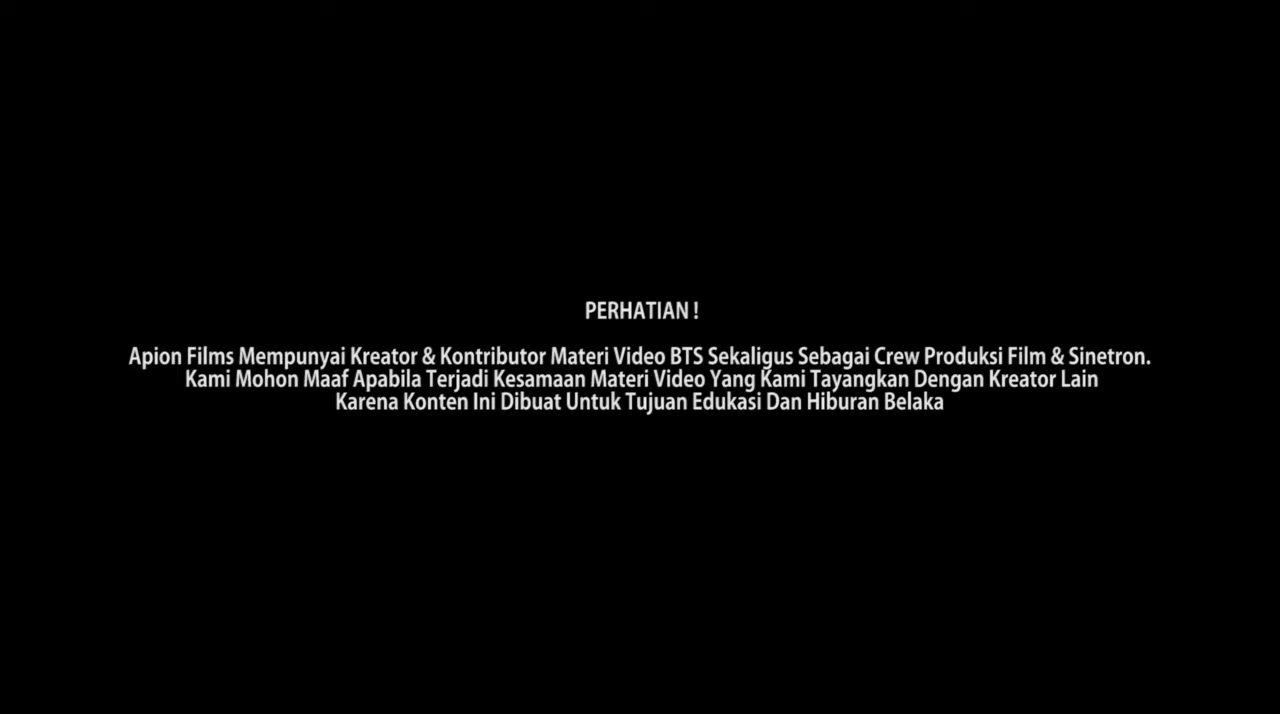 PERHATIAN !
Apion Films Mempunyai Kreator & Kontributor Materi Video BTS Sekaligus Sebagai Crew Produksi Film & Sinetron.
Kami Mohon Maaf Apabila Terjadi Kesamaan Materi Video Yang Kami Tayangkan Dengan Kreator Lain
Karena Konten Ini Dibuat Untuk Tujuan Edukasi Dan Hiburan Belaka